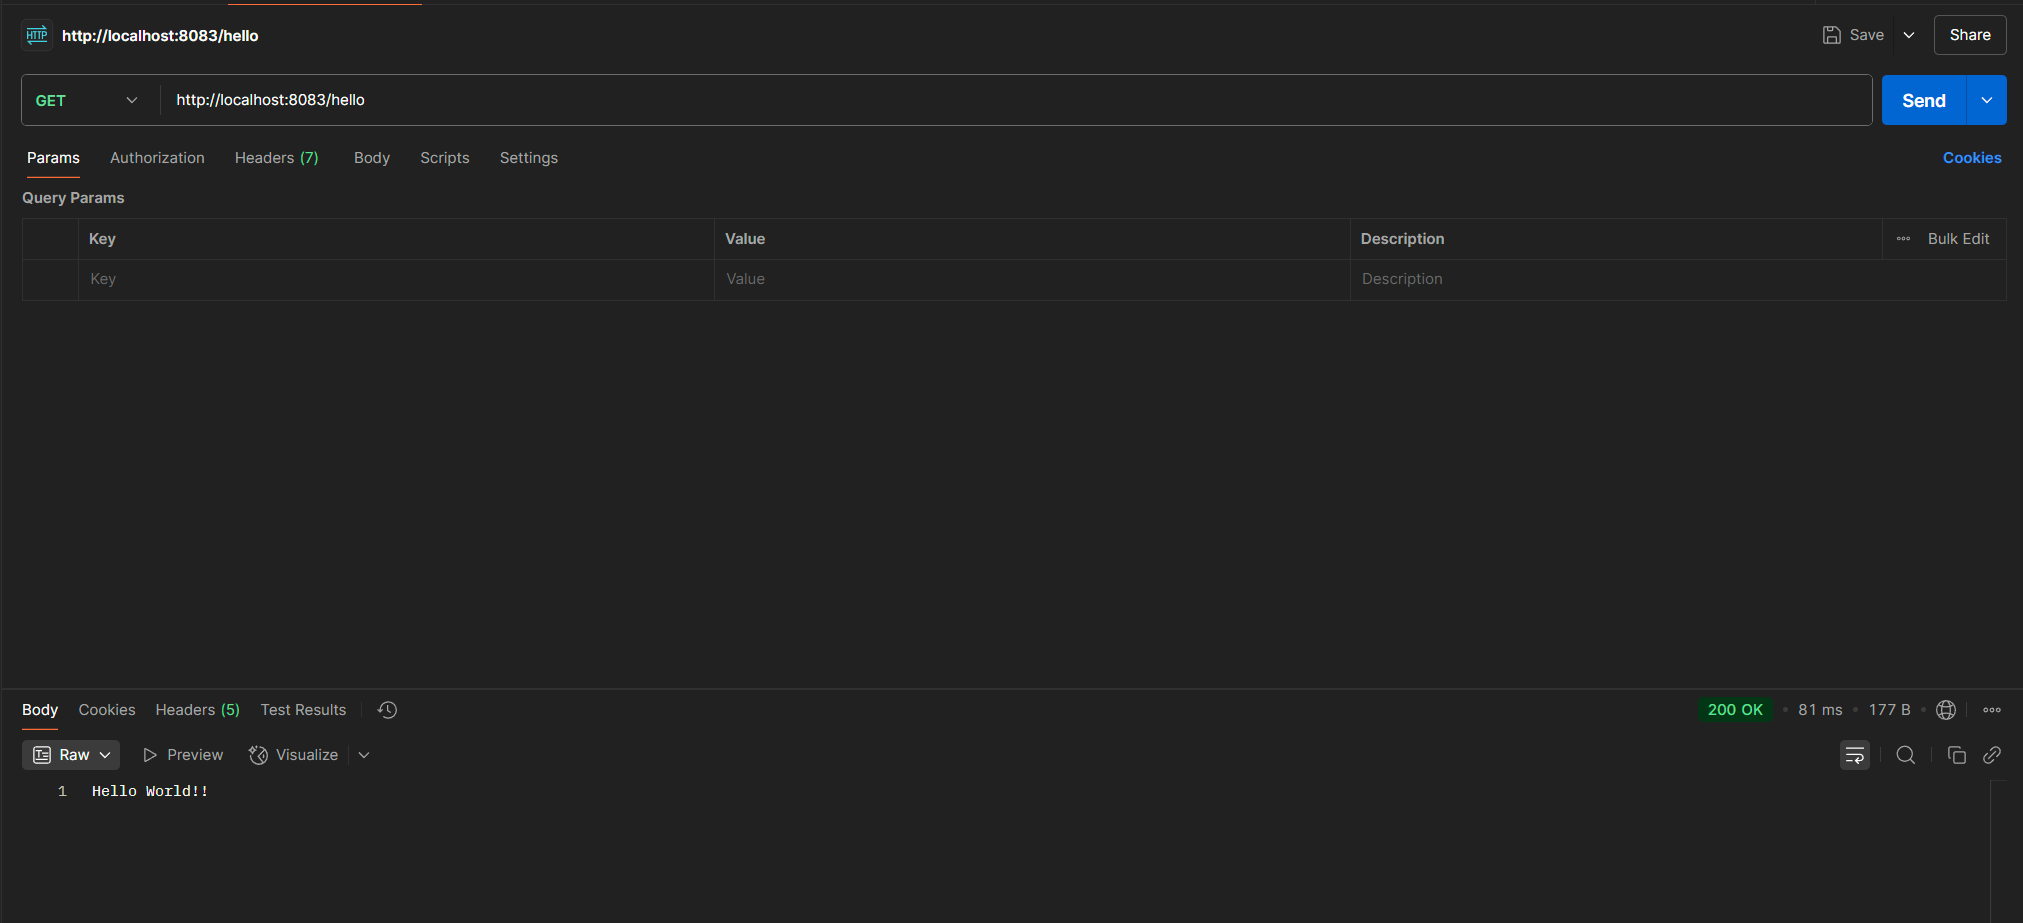 HTTP http://localhost:8083/hello Save Share
GET http://localhost:8083/hello Send
Params Authorization Headers (7) Body Scripts Settings Cookies
Query Params
Key Value Description Bulk Edit
Key Value Description
Body Cookies Headers (5) Test Results 200 OK • 81 ms • 177 B •
Raw Preview Visualize
1 Hello World!!